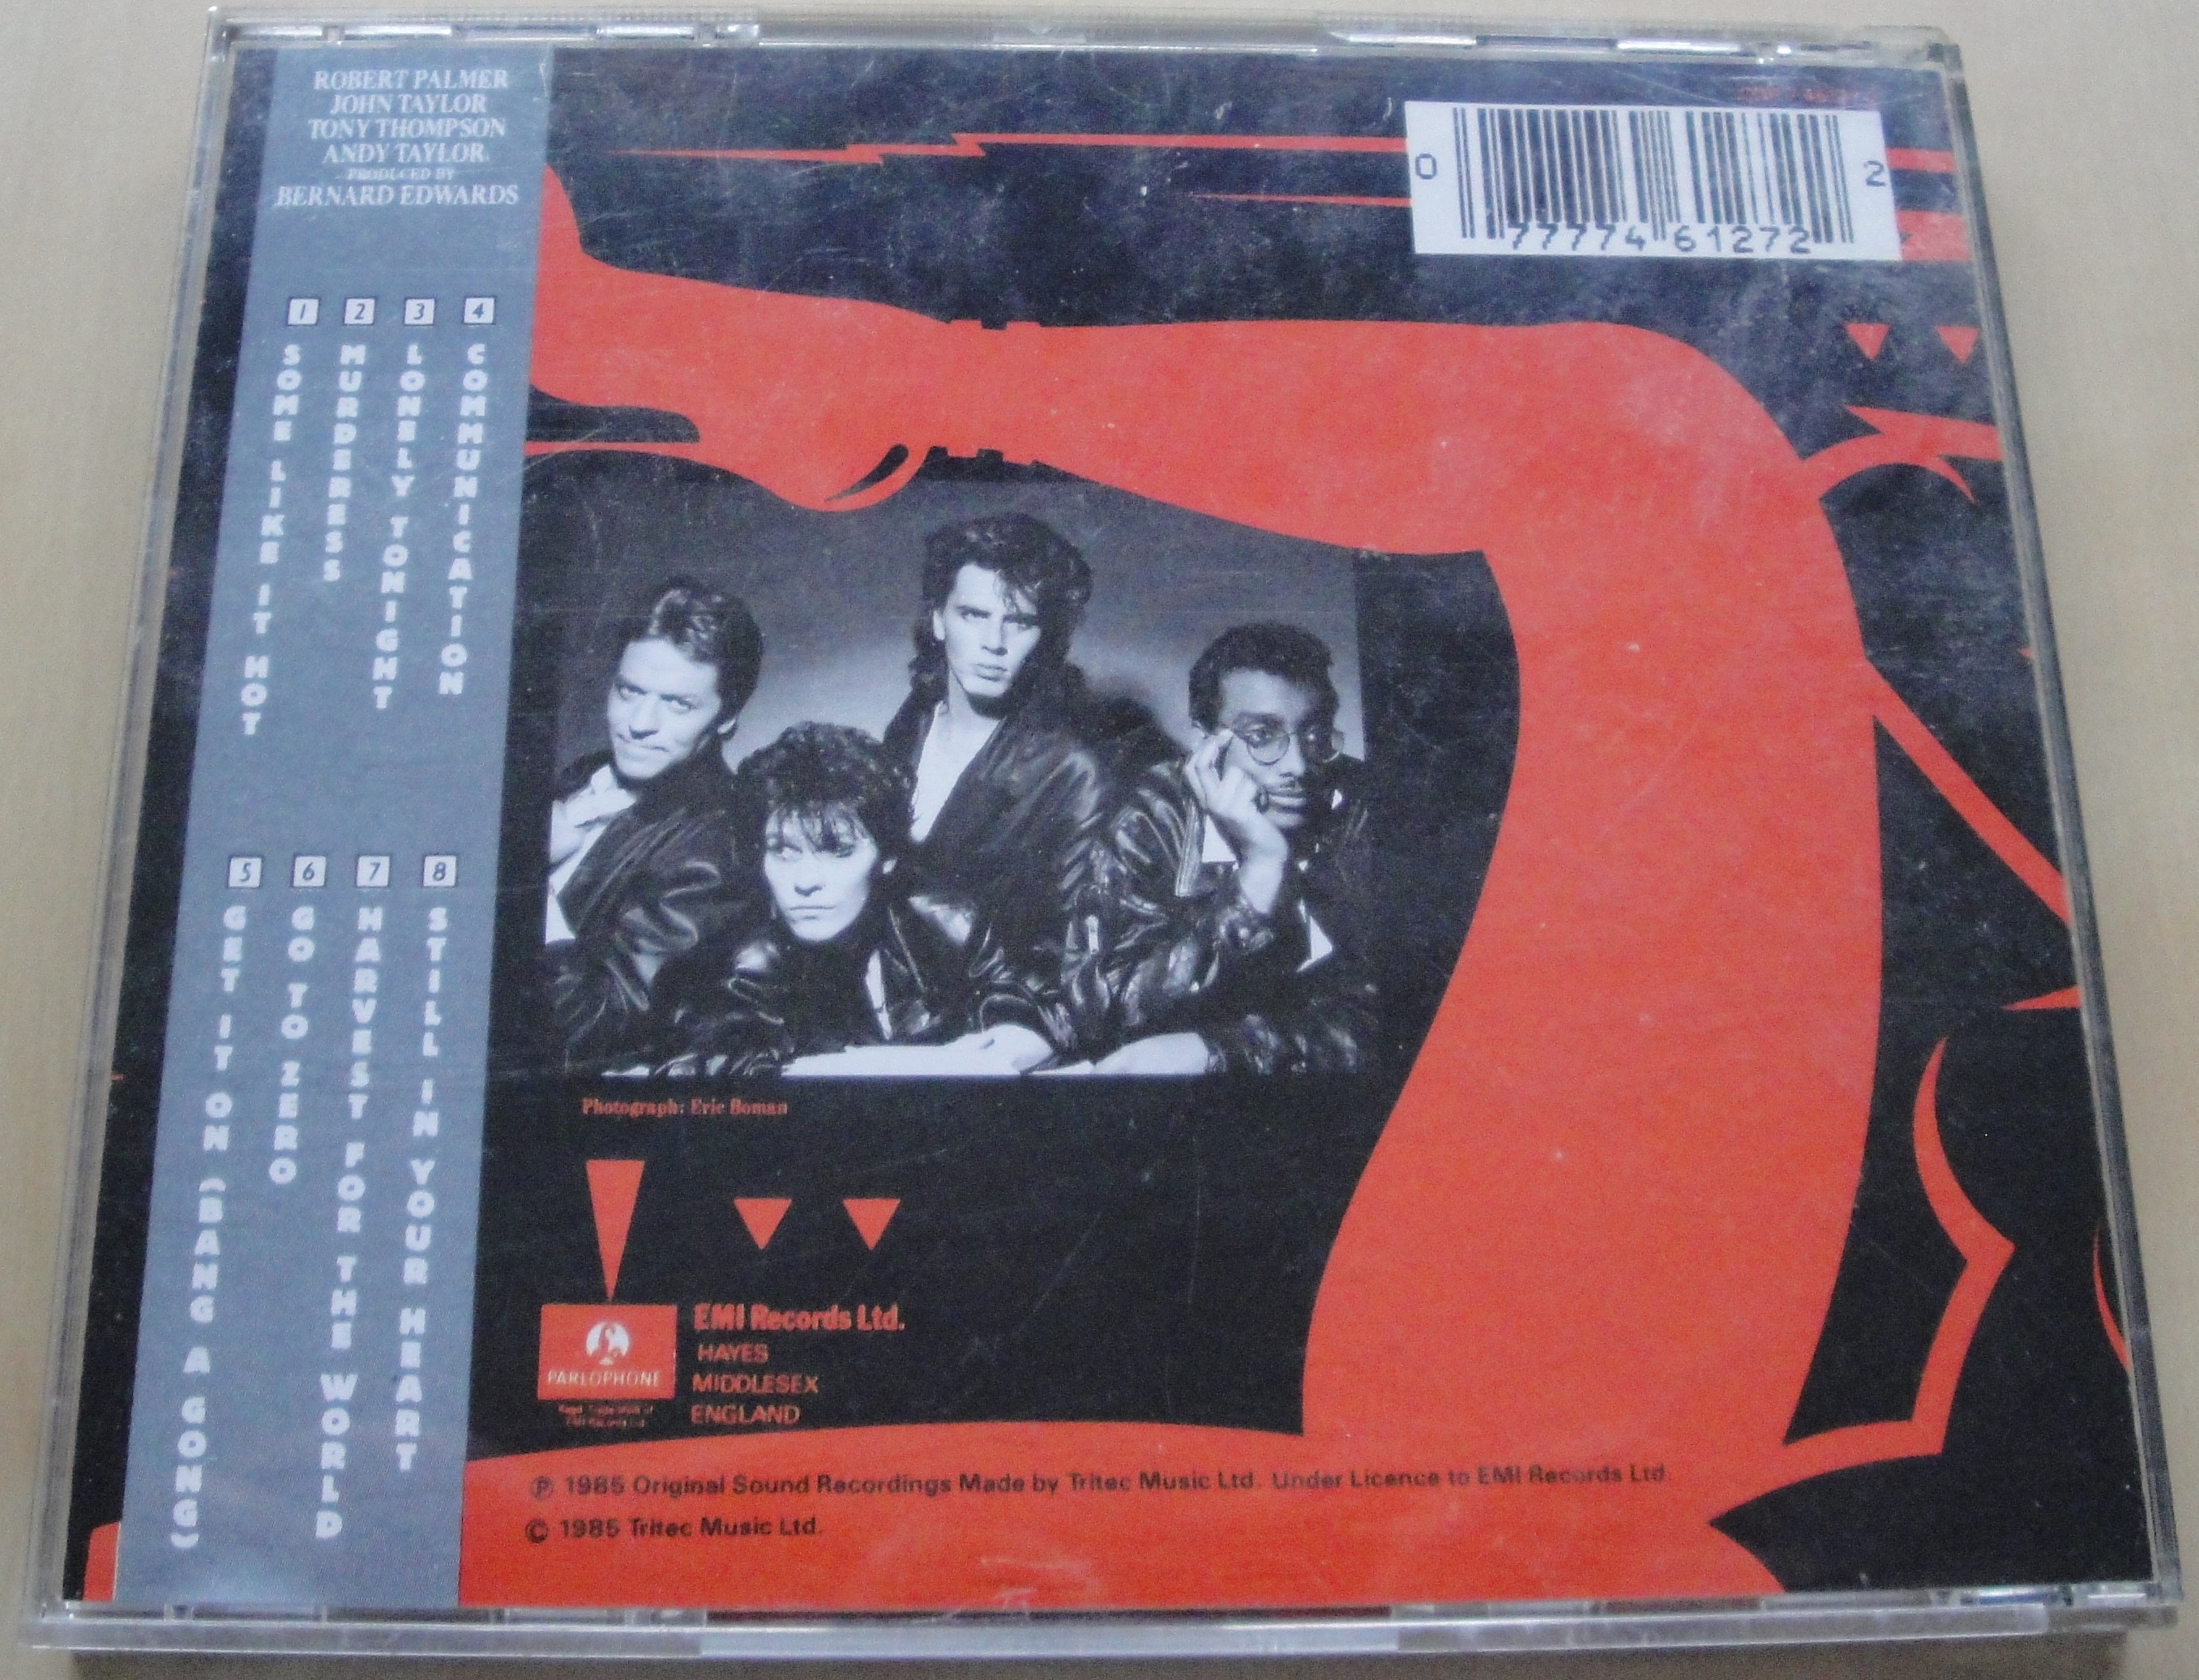 ROBERT PALMER
JOHN TAYLOR
TONY THOMPSON
ANDY TAYLOR
PRODUCED BY
BERNARD EDWARDS
1 SOME LIKE IT HOT
2 MURDERESS
3 LONELY TONIGHT
4 COMMUNICATION
5 GET IT ON (BANG A GONG)
6 GO TO ZERO
7 HARVEST FOR THE WORLD
8 STILL IN YOUR HEART
0 77774 61272 2
Photograph: Eric Boman
PARLOPHONE
EMI Records Ltd.
HAYES
MIDDLESEX
ENGLAND
Ⓟ 1985 Original Sound Recordings Made by Tritec Music Ltd. Under Licence to EMI Records Ltd.
© 1985 Tritec Music Ltd.